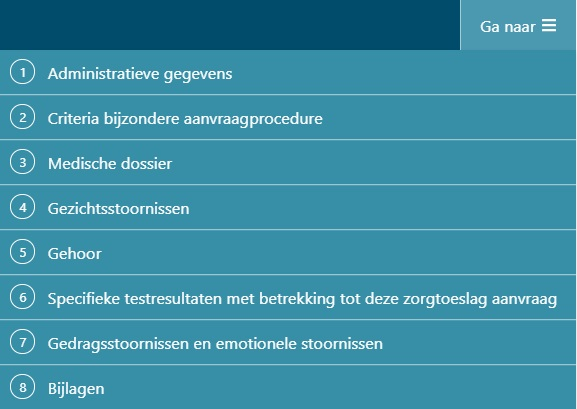 Ga naar
1 Administratieve gegevens
2 Criteria bijzondere aanvraagprocedure
3 Medische dossier
4 Gezichtsstoornissen
5 Gehoor
6 Specifieke testresultaten met betrekking tot deze zorgtoeslag aanvraag
7 Gedragsstoornissen en emotionele stoornissen
8 Bijlagen